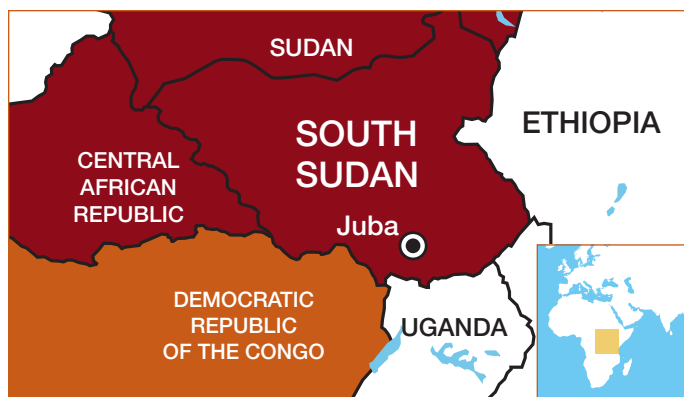 SUDAN
SOUTH
SUDAN
ETHIOPIA
CENTRAL
AFRICAN
REPUBLIC
Juba
DEMOCRATIC
REPUBLIC
OF THE CONGO
UGANDA